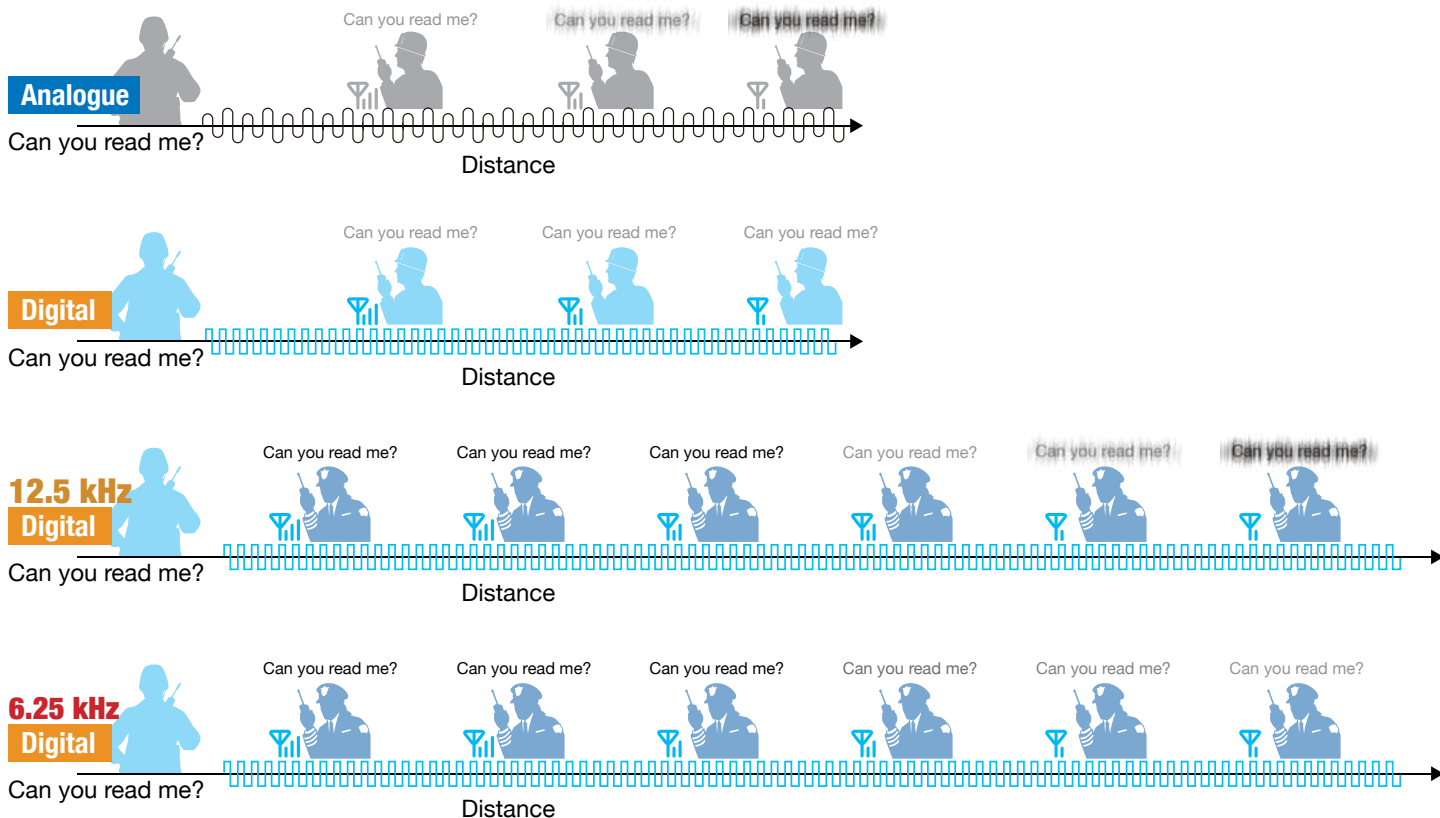 Can you read me? Can you read me? Can you read me?
Analogue
Can you read me?
Distance
Can you read me? Can you read me? Can you read me?
Digital
Can you read me?
Distance
Can you read me? Can you read me? Can you read me? Can you read me? Can you read me? Can you read me?
12.5 kHz
Digital
Can you read me?
Distance
Can you read me? Can you read me? Can you read me? Can you read me? Can you read me? Can you read me?
6.25 kHz
Digital
Can you read me?
Distance